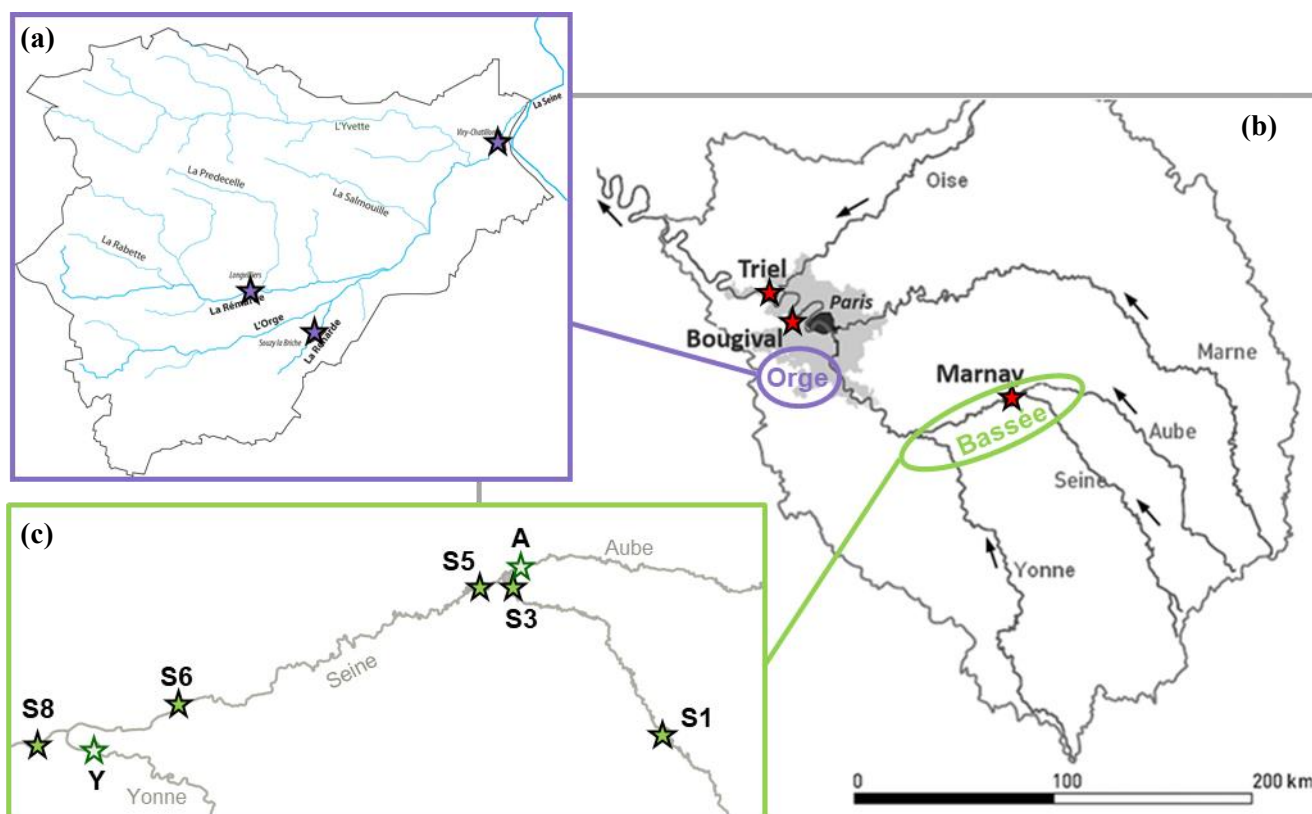 (a)
La Seine
L'Yvette
Viry-Chatillon
La Predecelle
La Salmouille
La Rabette
Longvilliers
La Rémarde
L'Orge
Souzy la Briche
La Renarde
(b)
Oise
Triel
Paris
Bougival
Orge
Marne
Marnay
Bassée
Aube
Seine
Yonne
0 100 200 km
(c)
A
Aube
S5
S3
Seine
S6
S1
S8
Y
Yonne